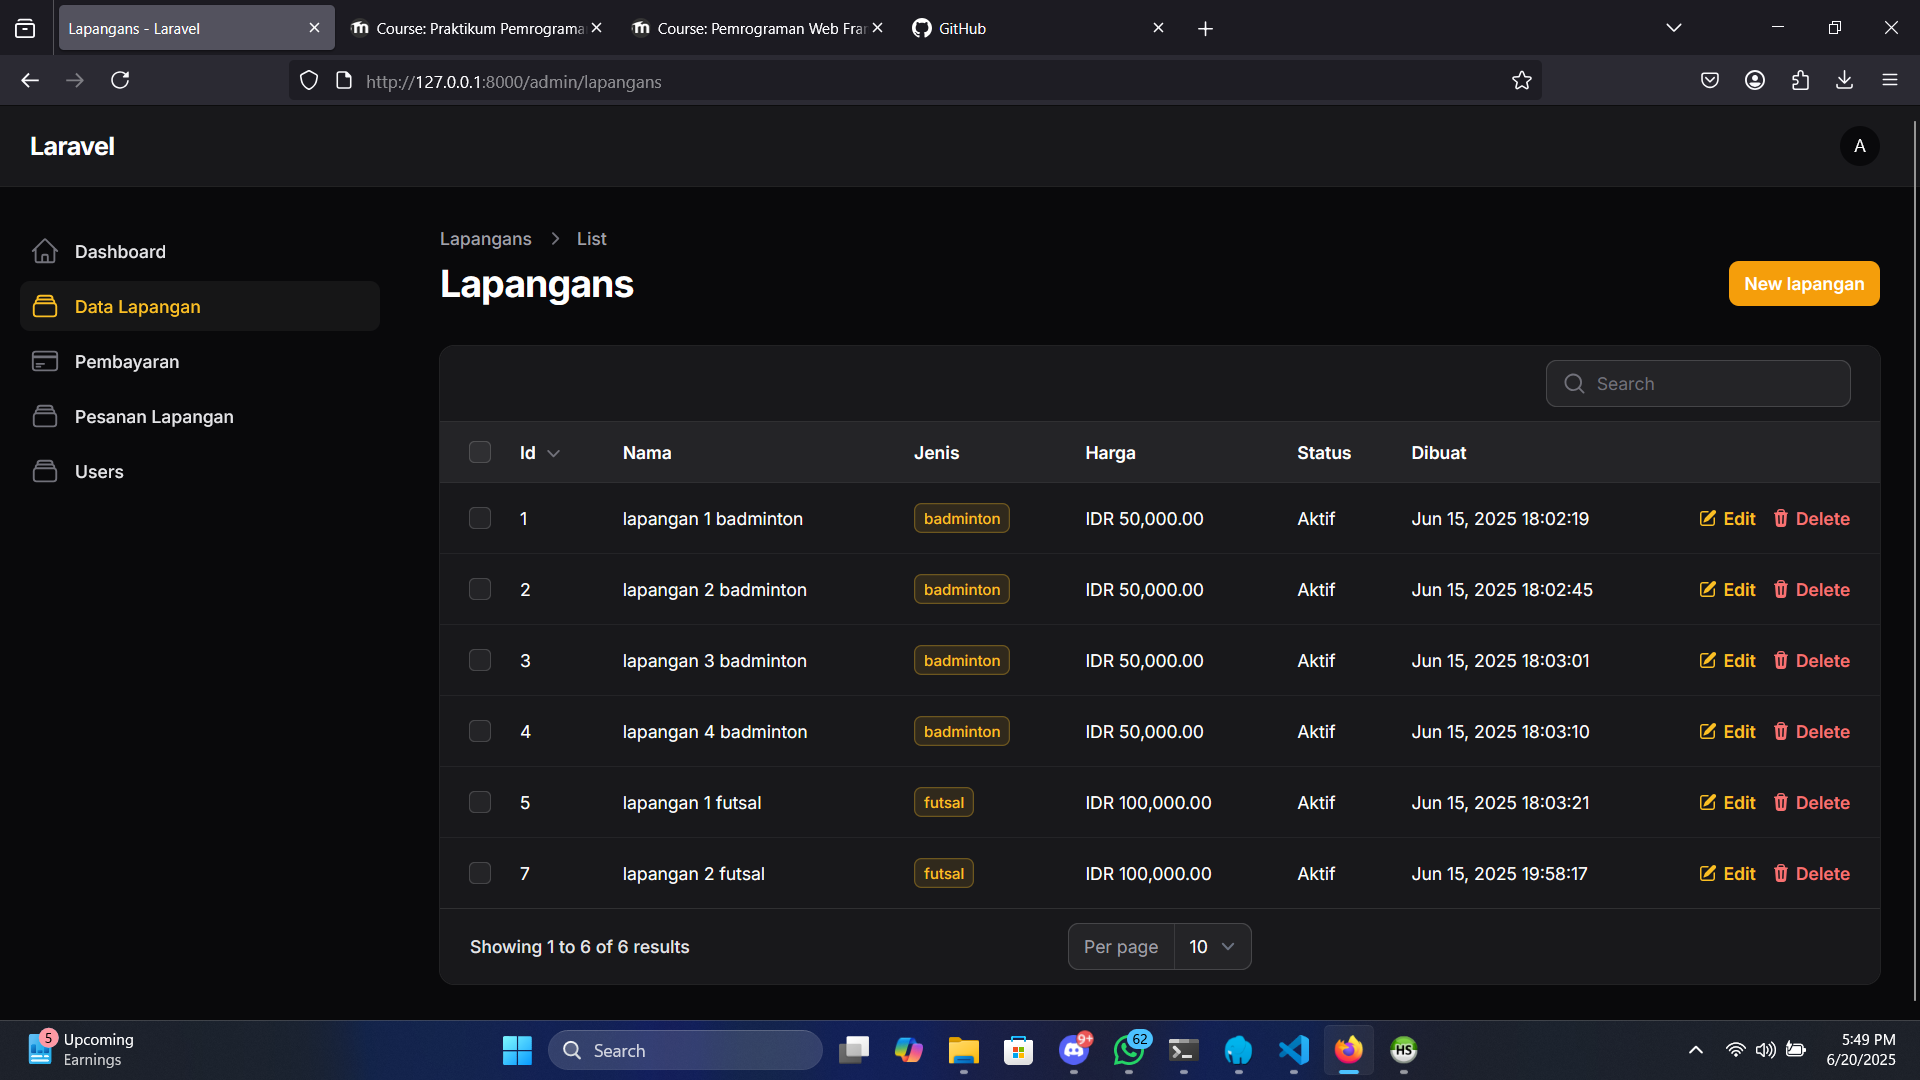 Lapangans - Laravel
Course: Praktikum Pemrograma
Course: Pemrograman Web Fra
GitHub
http://127.0.0.1:8000/admin/lapangans
Laravel
A
Dashboard
Data Lapangan
Pembayaran
Pesanan Lapangan
Users
Lapangans > List
Lapangans
New lapangan
Search
Id Nama Jenis Harga Status Dibuat
1 lapangan 1 badminton badminton IDR 50,000.00 Aktif Jun 15, 2025 18:02:19 Edit Delete
2 lapangan 2 badminton badminton IDR 50,000.00 Aktif Jun 15, 2025 18:02:45 Edit Delete
3 lapangan 3 badminton badminton IDR 50,000.00 Aktif Jun 15, 2025 18:03:01 Edit Delete
4 lapangan 4 badminton badminton IDR 50,000.00 Aktif Jun 15, 2025 18:03:10 Edit Delete
5 lapangan 1 futsal futsal IDR 100,000.00 Aktif Jun 15, 2025 18:03:21 Edit Delete
7 lapangan 2 futsal futsal IDR 100,000.00 Aktif Jun 15, 2025 19:58:17 Edit Delete
Showing 1 to 6 of 6 results
Per page 10
5
Upcoming
Earnings
Search
9+
62
HS
5:49 PM
6/20/2025